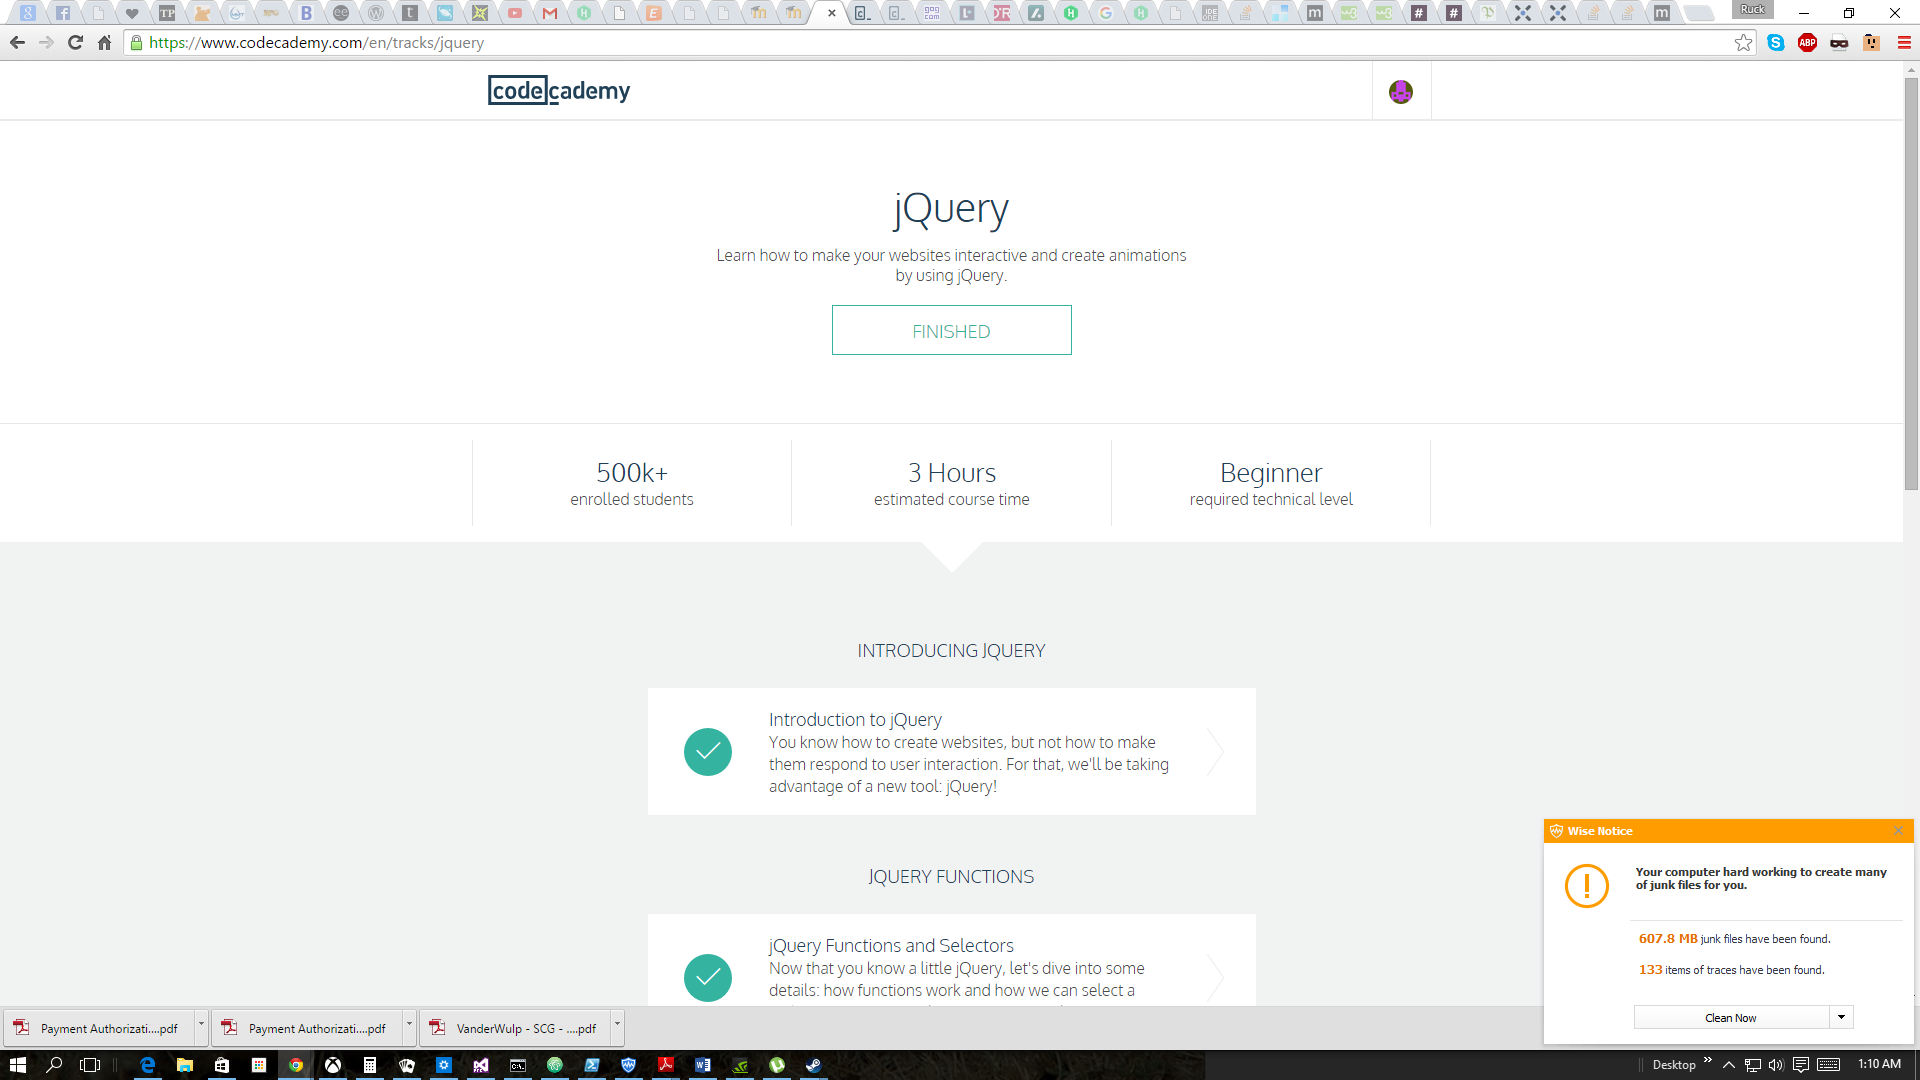 Ruck
https://www.codecademy.com/en/tracks/jquery
codecademy
jQuery
Learn how to make your websites interactive and create animations
by using jQuery.
FINISHED
500k+
enrolled students
3 Hours
estimated course time
Beginner
required technical level
INTRODUCING JQUERY
Introduction to jQuery
You know how to create websites, but not how to make
them respond to user interaction. For that, we'll be taking
advantage of a new tool: jQuery!
JQUERY FUNCTIONS
jQuery Functions and Selectors
Now that you know a little jQuery, let's dive into some
details: how functions work and how we can select a
Wise Notice
Your computer hard working to create many
of junk files for you.
607.8 MB junk files have been found.
133 items of traces have been found.
Clean Now
Payment Authorizati....pdf
Payment Authorizati....pdf
VanderWulp - SCG - ....pdf
Desktop
1:10 AM